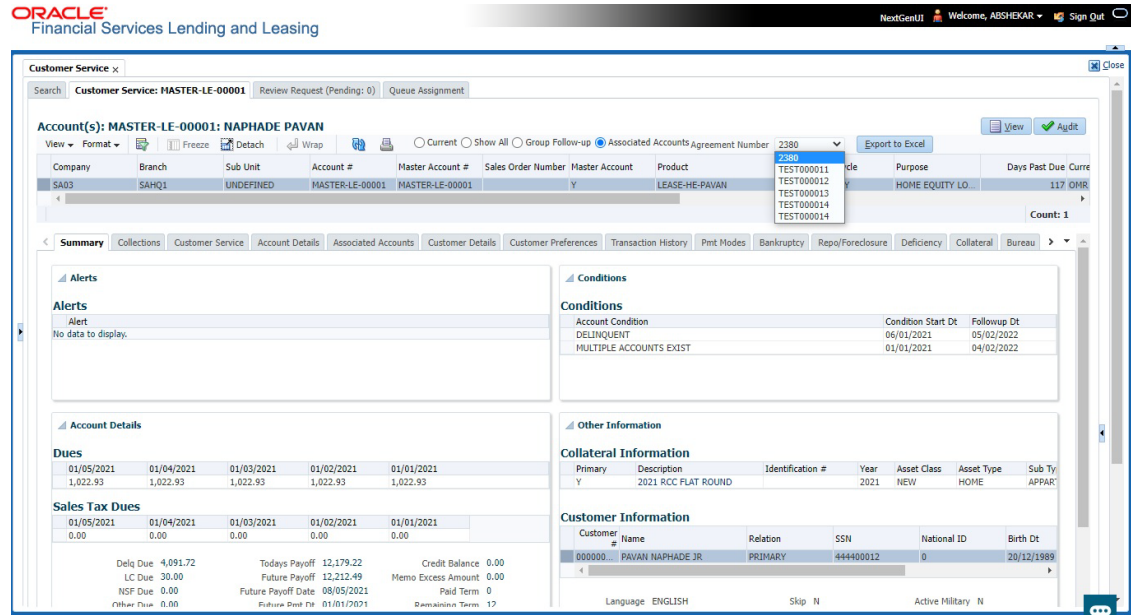 ORACLE
Financial Services Lending and Leasing
NextGenUI Welcome, ABSHEKAR Sign Out
Close
Customer Service x
Search Customer Service: MASTER-LE-00001 Review Request (Pending: 0) Queue Assignment
Account(s): MASTER-LE-00001: NAPHADE PAVAN
View Audit
View Format Freeze Detach Wrap Current Show All Group Follow-up Associated Accounts Agreement Number 2380 Export to Excel
Company Branch Sub Unit Account # Master Account # Sales Order Number Master Account Product cle Purpose Days Past Due Curre
SA03 SAHQ1 UNDEFINED MASTER-LE-00001 MASTER-LE-00001 Y LEASE-HE-PAVAN Y HOME EQUITY LO... 117 OMR
2380
TEST000011
TEST000012
TEST000013
TEST000014
TEST000014
Count: 1
Summary Collections Customer Service Account Details Associated Accounts Customer Details Customer Preferences Transaction History Pmt Modes Bankruptcy Repo/Foreclosure Deficiency Collateral Bureau
Alerts
Alerts
Alert
No data to display.
Conditions
Conditions
Account Condition Condition Start Dt Followup Dt
DELINQUENT 06/01/2021 05/02/2022
MULTIPLE ACCOUNTS EXIST 01/01/2021 04/02/2022
Account Details
Dues
01/05/2021 01/04/2021 01/03/2021 01/02/2021 01/01/2021
1,022.93 1,022.93 1,022.93 1,022.93 1,022.93
Sales Tax Dues
01/05/2021 01/04/2021 01/03/2021 01/02/2021 01/01/2021
0.00 0.00 0.00 0.00 0.00
Delq Due 4,091.72 Todays Payoff 12,179.22 Credit Balance 0.00
LC Due 30.00 Future Payoff 12,212.49 Memo Excess Amount 0.00
NSF Due 0.00 Future Payoff Date 08/05/2021 Paid Term 0
Other Due 0.00 Future Pmt Dt 01/01/2021 Remaining Term 12
Other Information
Collateral Information
Primary Description Identification # Year Asset Class Asset Type Sub Ty
Y 2021 RCC FLAT ROUND 2021 NEW HOME APPAR
Customer Information
Customer # Name Relation SSN National ID Birth Dt
000000... PAVAN NAPHADE JR PRIMARY 444400012 0 20/12/1989
Language ENGLISH Skip N Active Military N